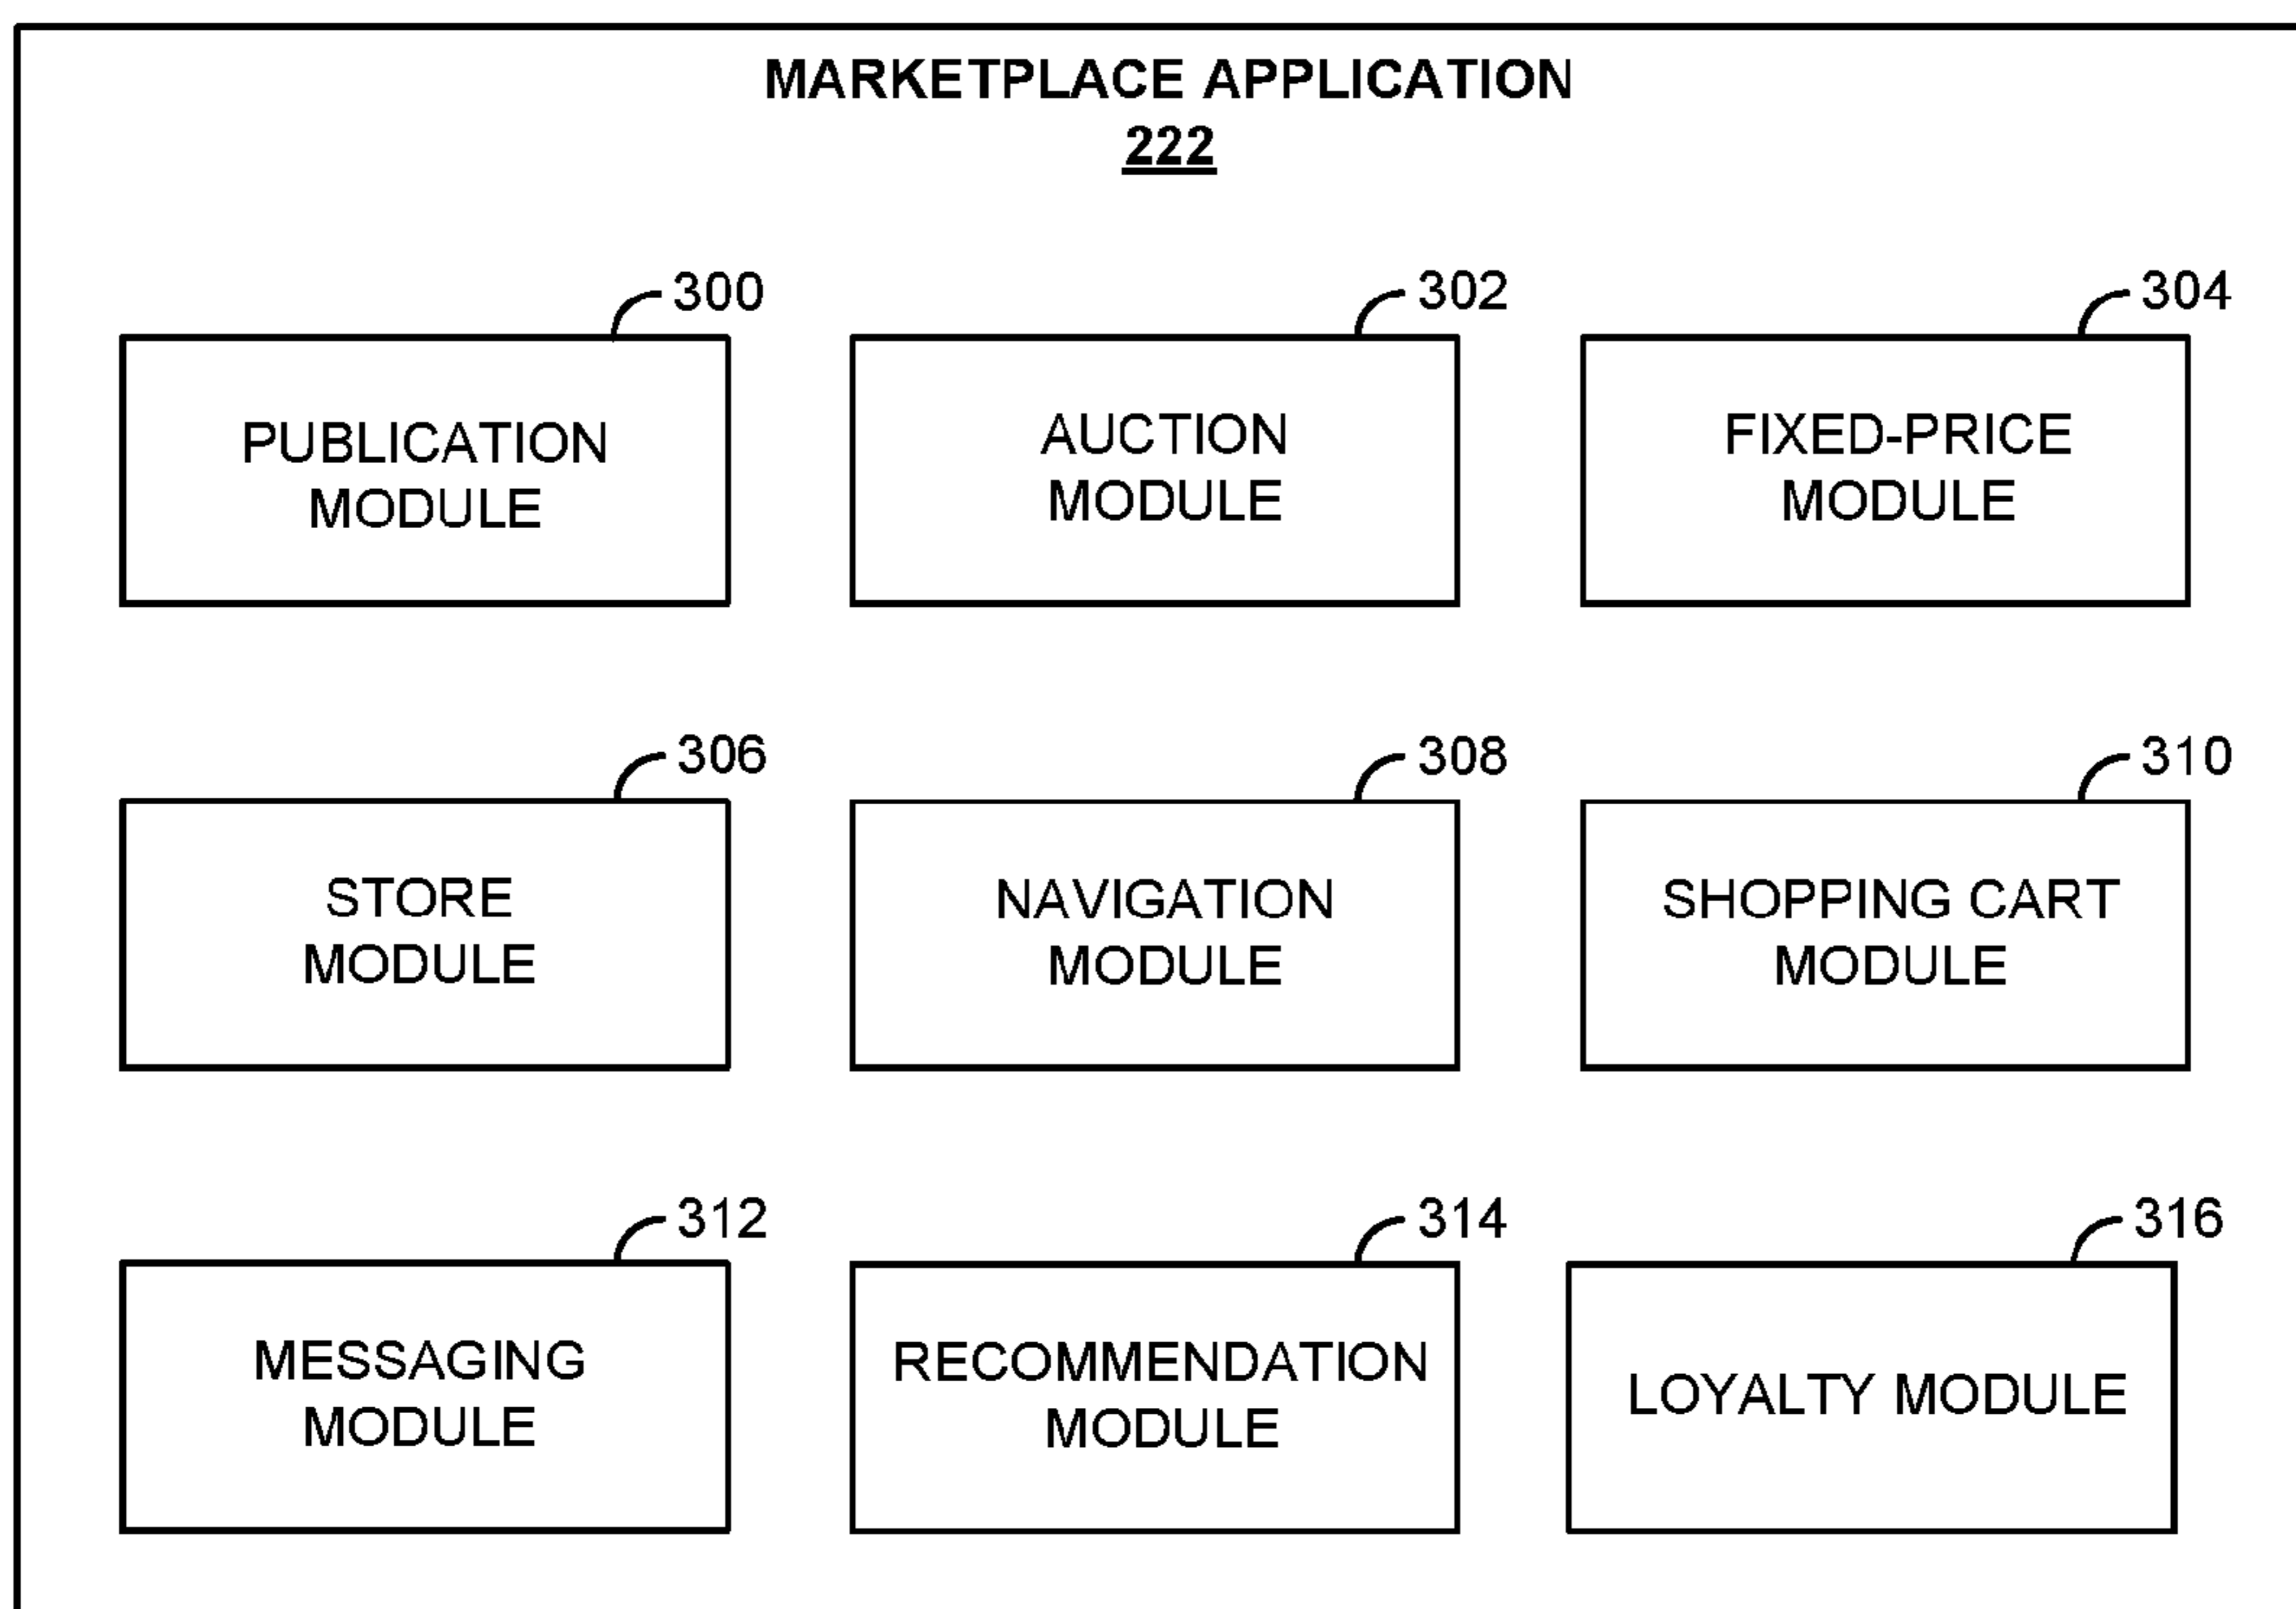 MARKETPLACE APPLICATION
222
300
302
304
PUBLICATION
MODULE
AUCTION
MODULE
FIXED-PRICE
MODULE
306
308
310
STORE
MODULE
NAVIGATION
MODULE
SHOPPING CART
MODULE
312
314
316
MESSAGING
MODULE
RECOMMENDATION
MODULE
LOYALTY MODULE